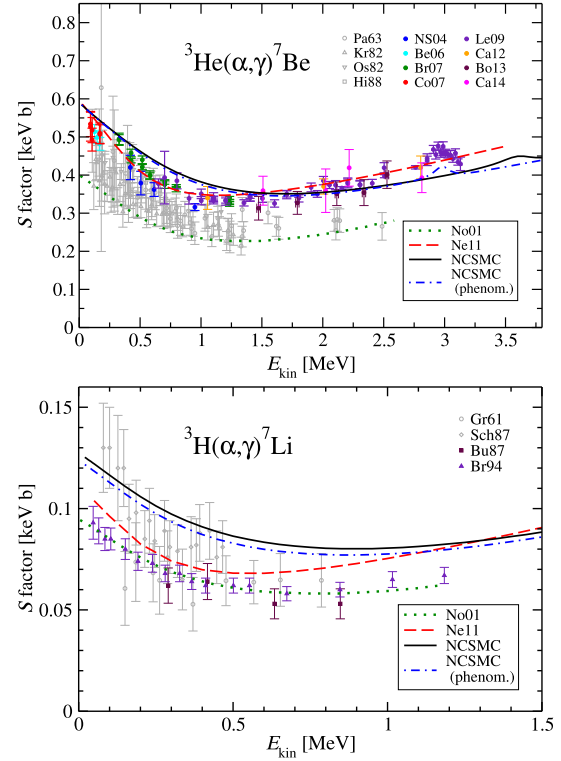 0.8
0.7
0.6
0.5
0.4
0.3
0.2
0.1
0
S factor [keV b]
³He(α,γ)⁷Be
Pa63
Kr82
Os82
Hi88
NS04
Be06
Br07
Co07
Le09
Ca12
Bo13
Ca14
No01
Ne11
NCSMC
NCSMC
(phenom.)
0 0.5 1 1.5 2 2.5 3 3.5
E_kin [MeV]
0.15
0.1
0.05
0
S factor [keV b]
³H(α,γ)⁷Li
Gr61
Sch87
Bu87
Br94
No01
Ne11
NCSMC
NCSMC
(phenom.)
0 0.5 1 1.5
E_kin [MeV]